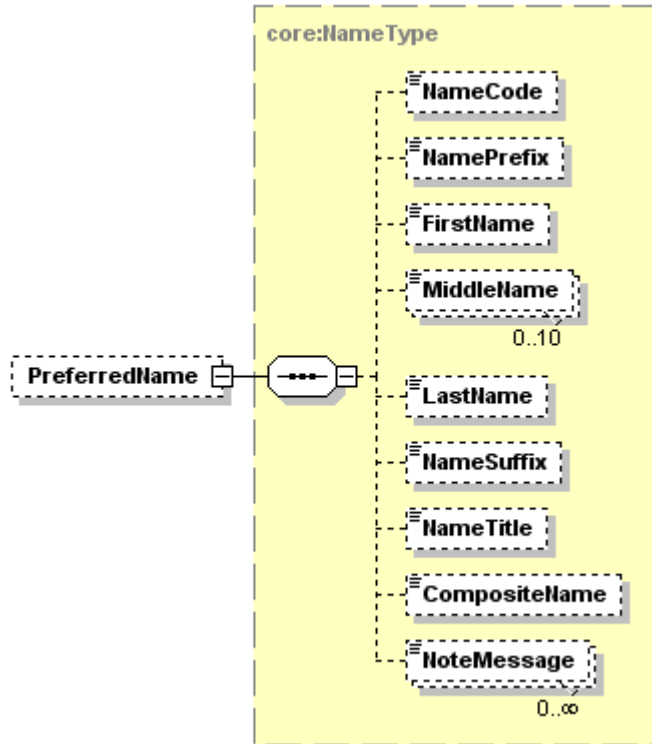 core:NameType
NameCode
NamePrefix
FirstName
MiddleName
0..10
PreferredName
LastName
NameSuffix
NameTitle
CompositeName
NoteMessage
0..∞